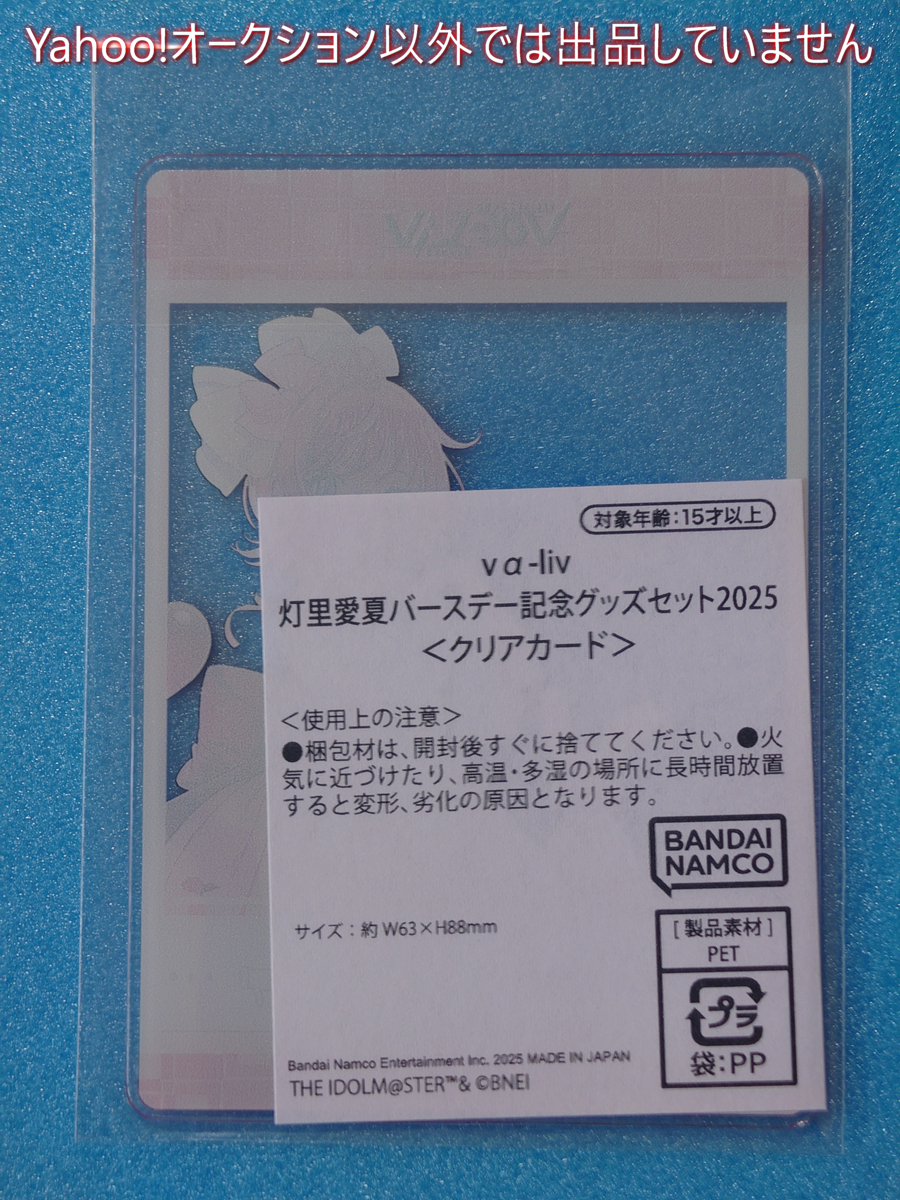 Yahoo!オークション以外では出品していません
対象年齢:15才以上
vα-liv
灯里愛夏バースデー記念グッズセット2025
<クリアカード>
<使用上の注意>
●梱包材は、開封後すぐに捨ててください。●火
気に近づけたり、高温・多湿の場所に長時間放置
すると変形、劣化の原因となります。
BANDAI
NAMCO
サイズ:約 W63×H88mm
[製品素材]
PET
プラ
袋:PP
Bandai Namco Entertainment Inc. 2025 MADE IN JAPAN
THE IDOLM@STER™& ©BNEI